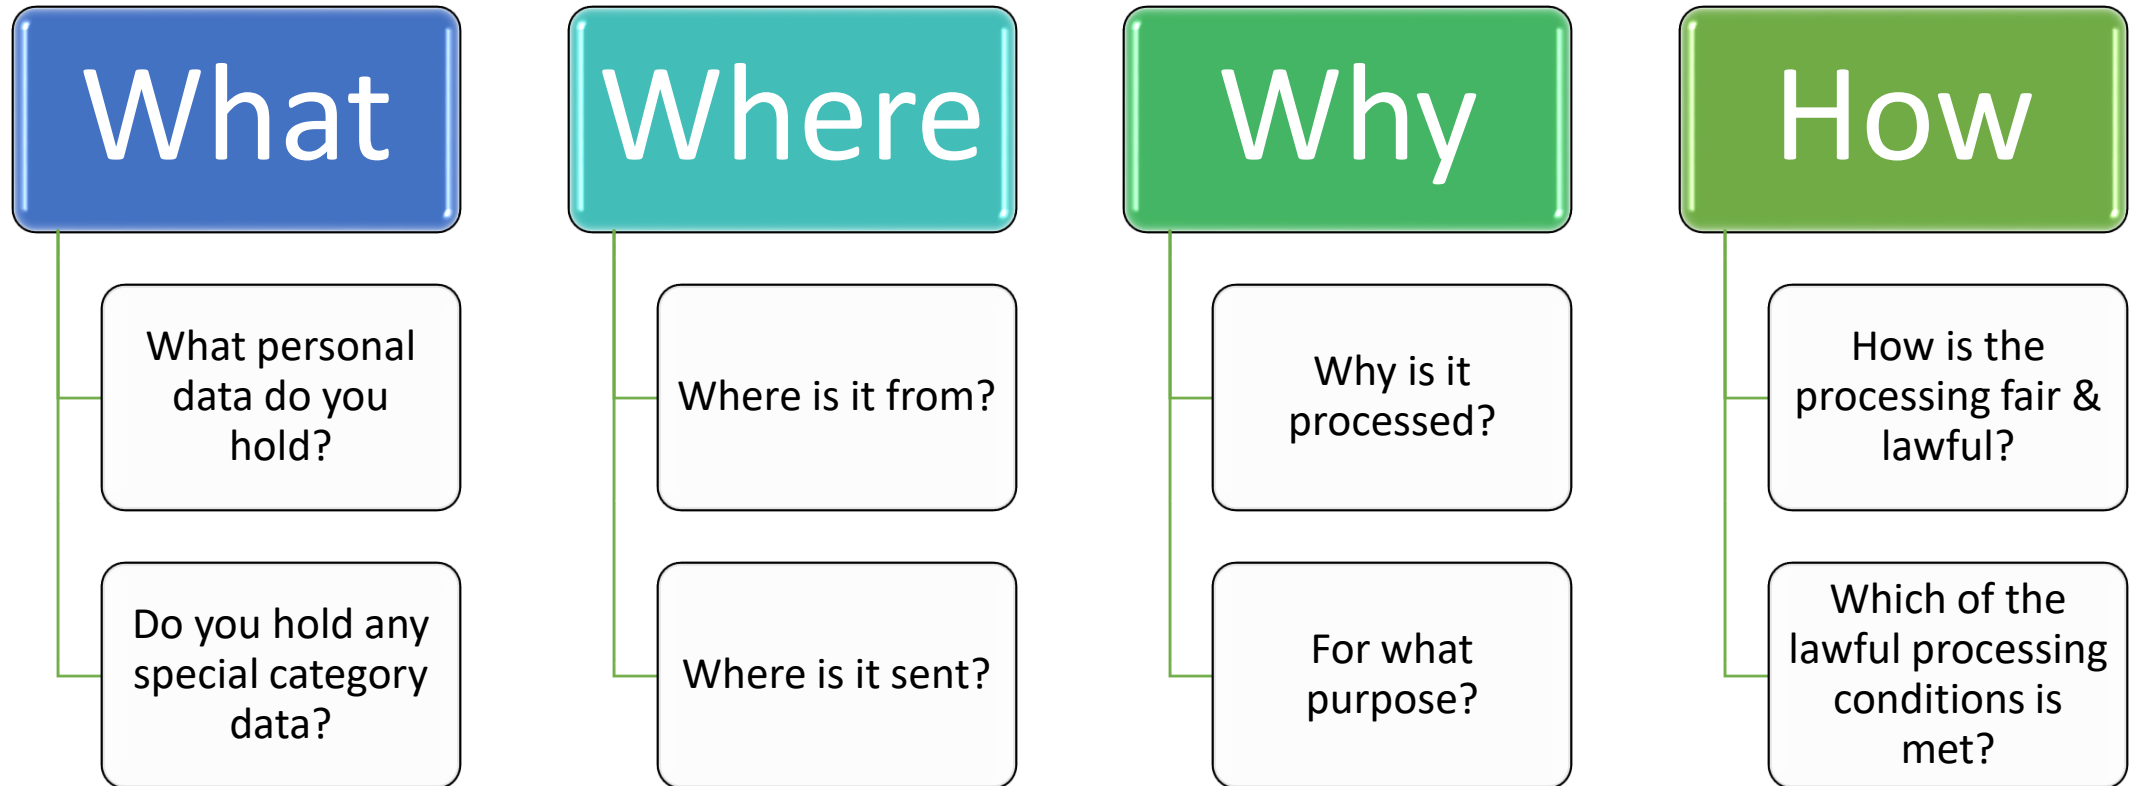 What
What personal
data do you
hold?
Do you hold any
special category
data?
Where
Where is it from?
Where is it sent?
Why
Why is it
processed?
For what
purpose?
How
How is the
processing fair &
lawful?
Which of the
lawful processing
conditions is
met?